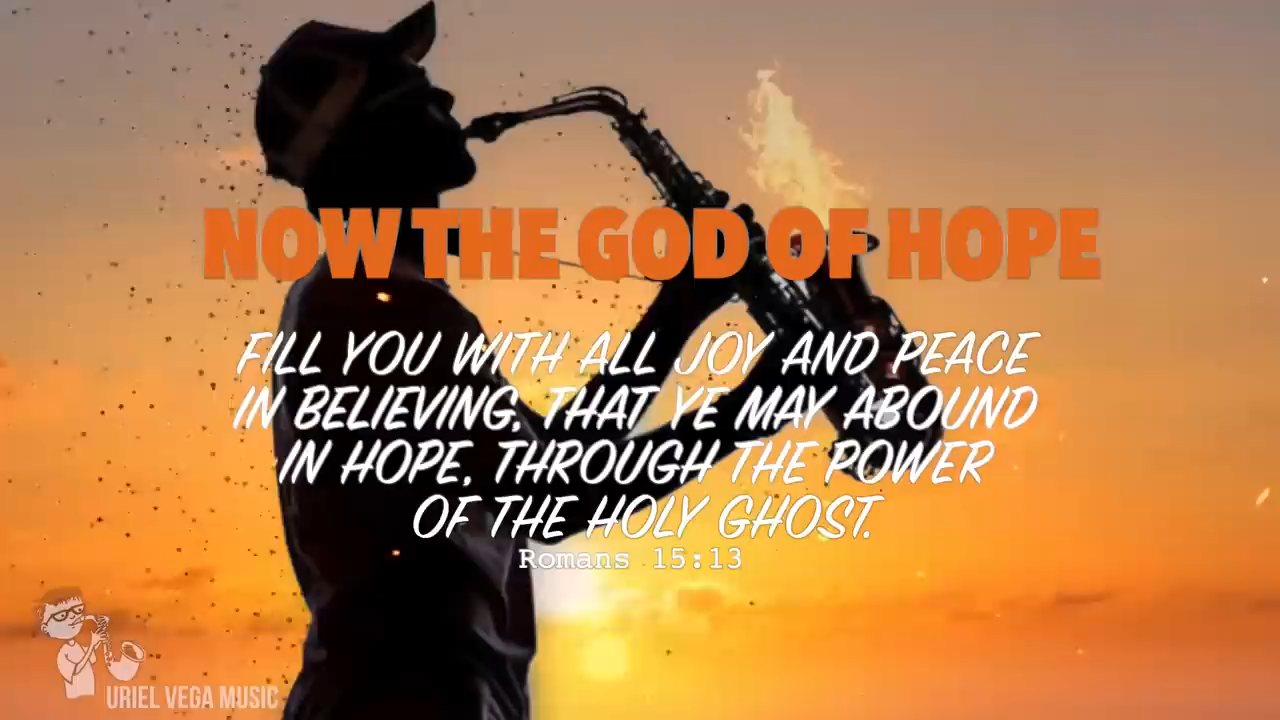 NOW THE GOD OF HOPE
FILL YOU WITH ALL JOY AND PEACE
IN BELIEVING, THAT YE MAY ABOUND
IN HOPE, THROUGH THE POWER
OF THE HOLY GHOST.
Romans 15:13
URIEL VEGA MUSIC